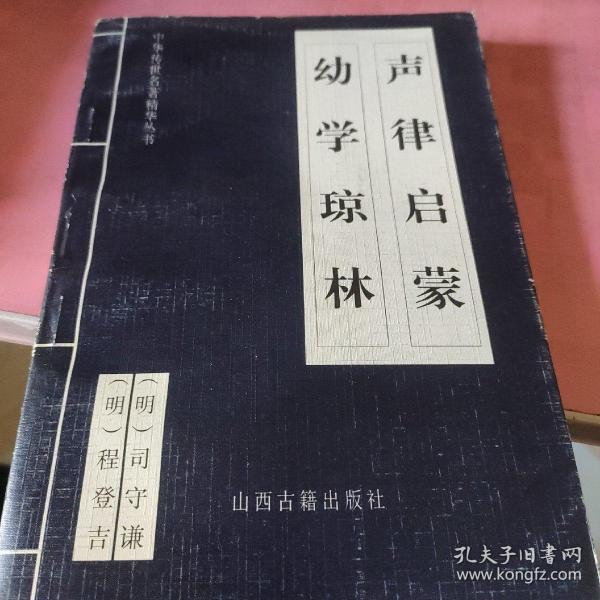 中华传世名著精华丛书
声律启蒙
幼学琼林
（明）司守谦
（明）程登吉
山西古籍出版社
孔夫子旧书网
www.kongfz.com